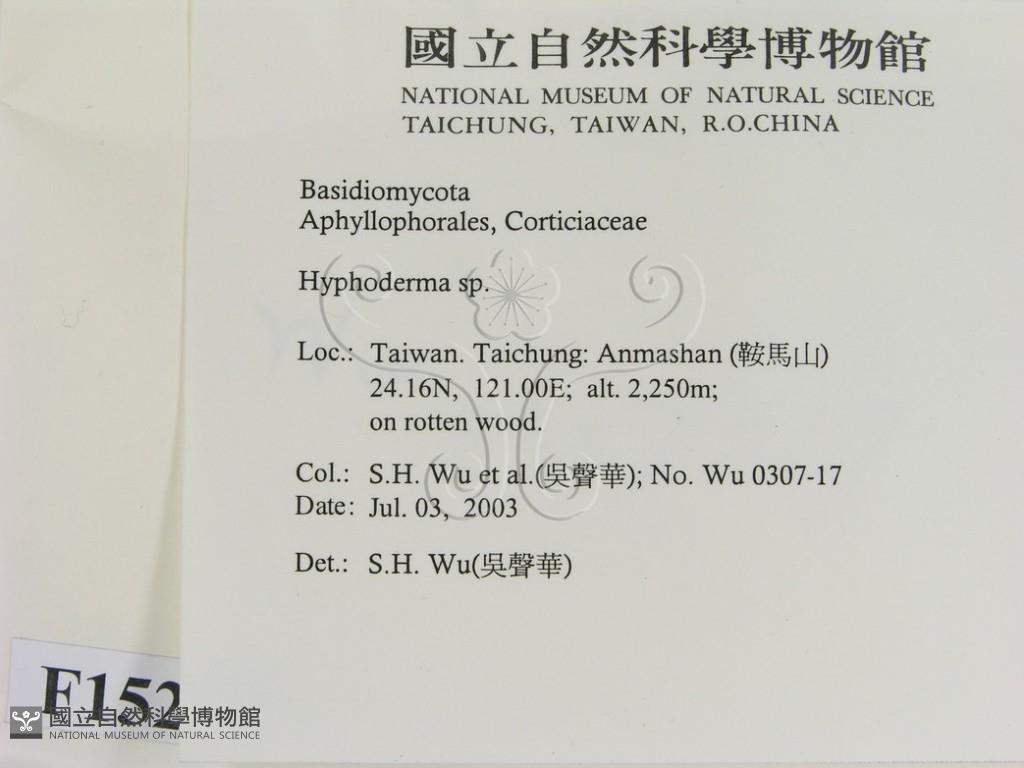 國立自然科學博物館
NATIONAL MUSEUM OF NATURAL SCIENCE
TAICHUNG, TAIWAN, R.O.CHINA
Basidiomycota
Aphyllophorales, Corticiaceae
Hyphoderma sp.
Loc.: Taiwan. Taichung: Anmashan (鞍馬山)
24.16N, 121.00E; alt. 2,250m;
on rotten wood.
Col.: S.H. Wu et al.(吳聲華); No. Wu 0307-17
Date: Jul. 03, 2003
Det.: S.H. Wu(吳聲華)
F152
國立自然科學博物館
NATIONAL MUSEUM OF NATURAL SCIENCE